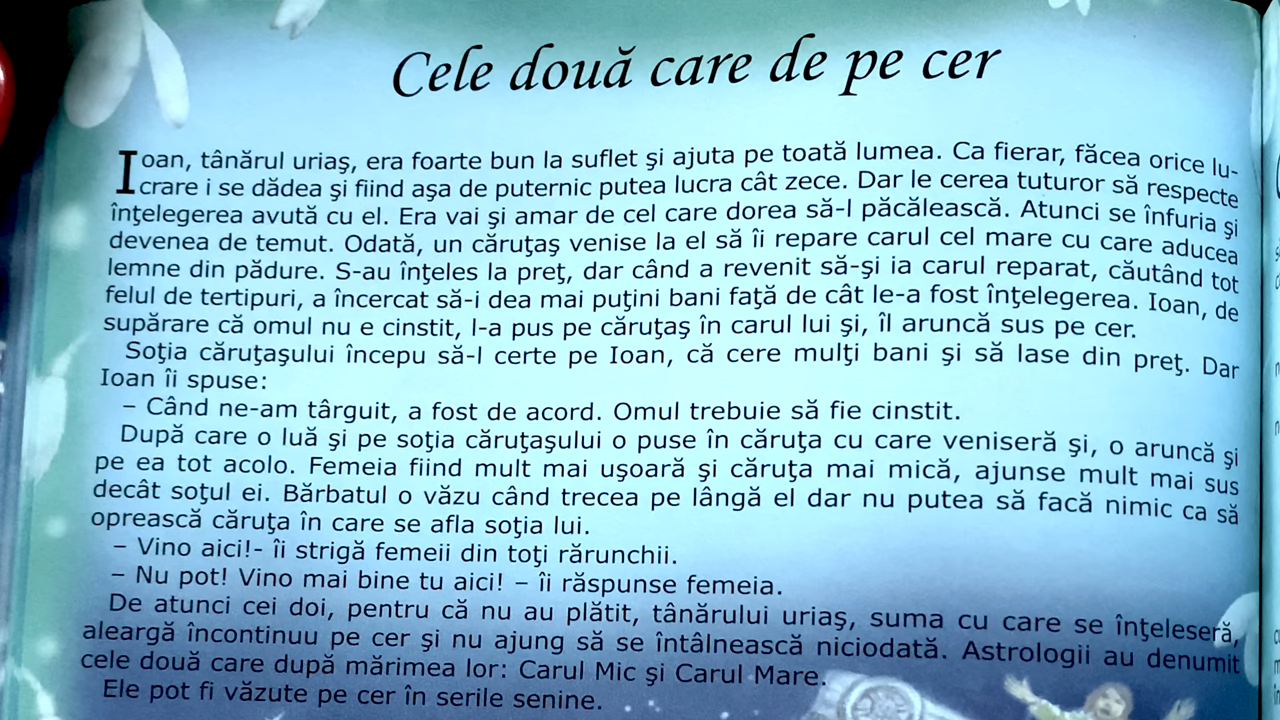 Cele două care de pe cer
Ioan, tânărul uriaş, era foarte bun la suflet şi ajuta pe toată lumea. Ca fierar, făcea orice lu-
crare i se dădea şi fiind aşa de puternic putea lucra cât zece. Dar le cerea tuturor să respecte
înţelegerea avută cu el. Era vai şi amar de cel care dorea să-l păcălească. Atunci se înfuria şi
devenea de temut. Odată, un căruţaş venise la el să îi repare carul cel mare cu care aducea
lemne din pădure. S-au înţeles la preţ, dar când a revenit să-şi ia carul reparat, căutând tot
felul de tertipuri, a încercat să-i dea mai puţini bani faţă de cât le-a fost înţelegerea. Ioan, de
supărare că omul nu e cinstit, l-a pus pe căruţaş în carul lui şi, îl aruncă sus pe cer.
Soţia căruţaşului începu să-l certe pe Ioan, că cere mulţi bani şi să lase din preţ. Dar
Ioan îi spuse:
– Când ne-am târguit, a fost de acord. Omul trebuie să fie cinstit.
După care o luă şi pe soţia căruţaşului o puse în căruţa cu care veniseră şi, o aruncă şi
pe ea tot acolo. Femeia fiind mult mai uşoară şi căruţa mai mică, ajunse mult mai sus
decât soţul ei. Bărbatul o văzu când trecea pe lângă el dar nu putea să facă nimic ca să
oprească căruţa în care se afla soţia lui.
– Vino aici!- îi strigă femeii din toţi rărunchii.
– Nu pot! Vino mai bine tu aici! – îi răspunse femeia.
De atunci cei doi, pentru că nu au plătit, tânărului uriaş, suma cu care se înţeleseră,
aleargă încontinuu pe cer şi nu ajung să se întâlnească niciodată. Astrologii au denumit
cele două care după mărimea lor: Carul Mic şi Carul Mare.
Ele pot fi văzute pe cer în serile senine.